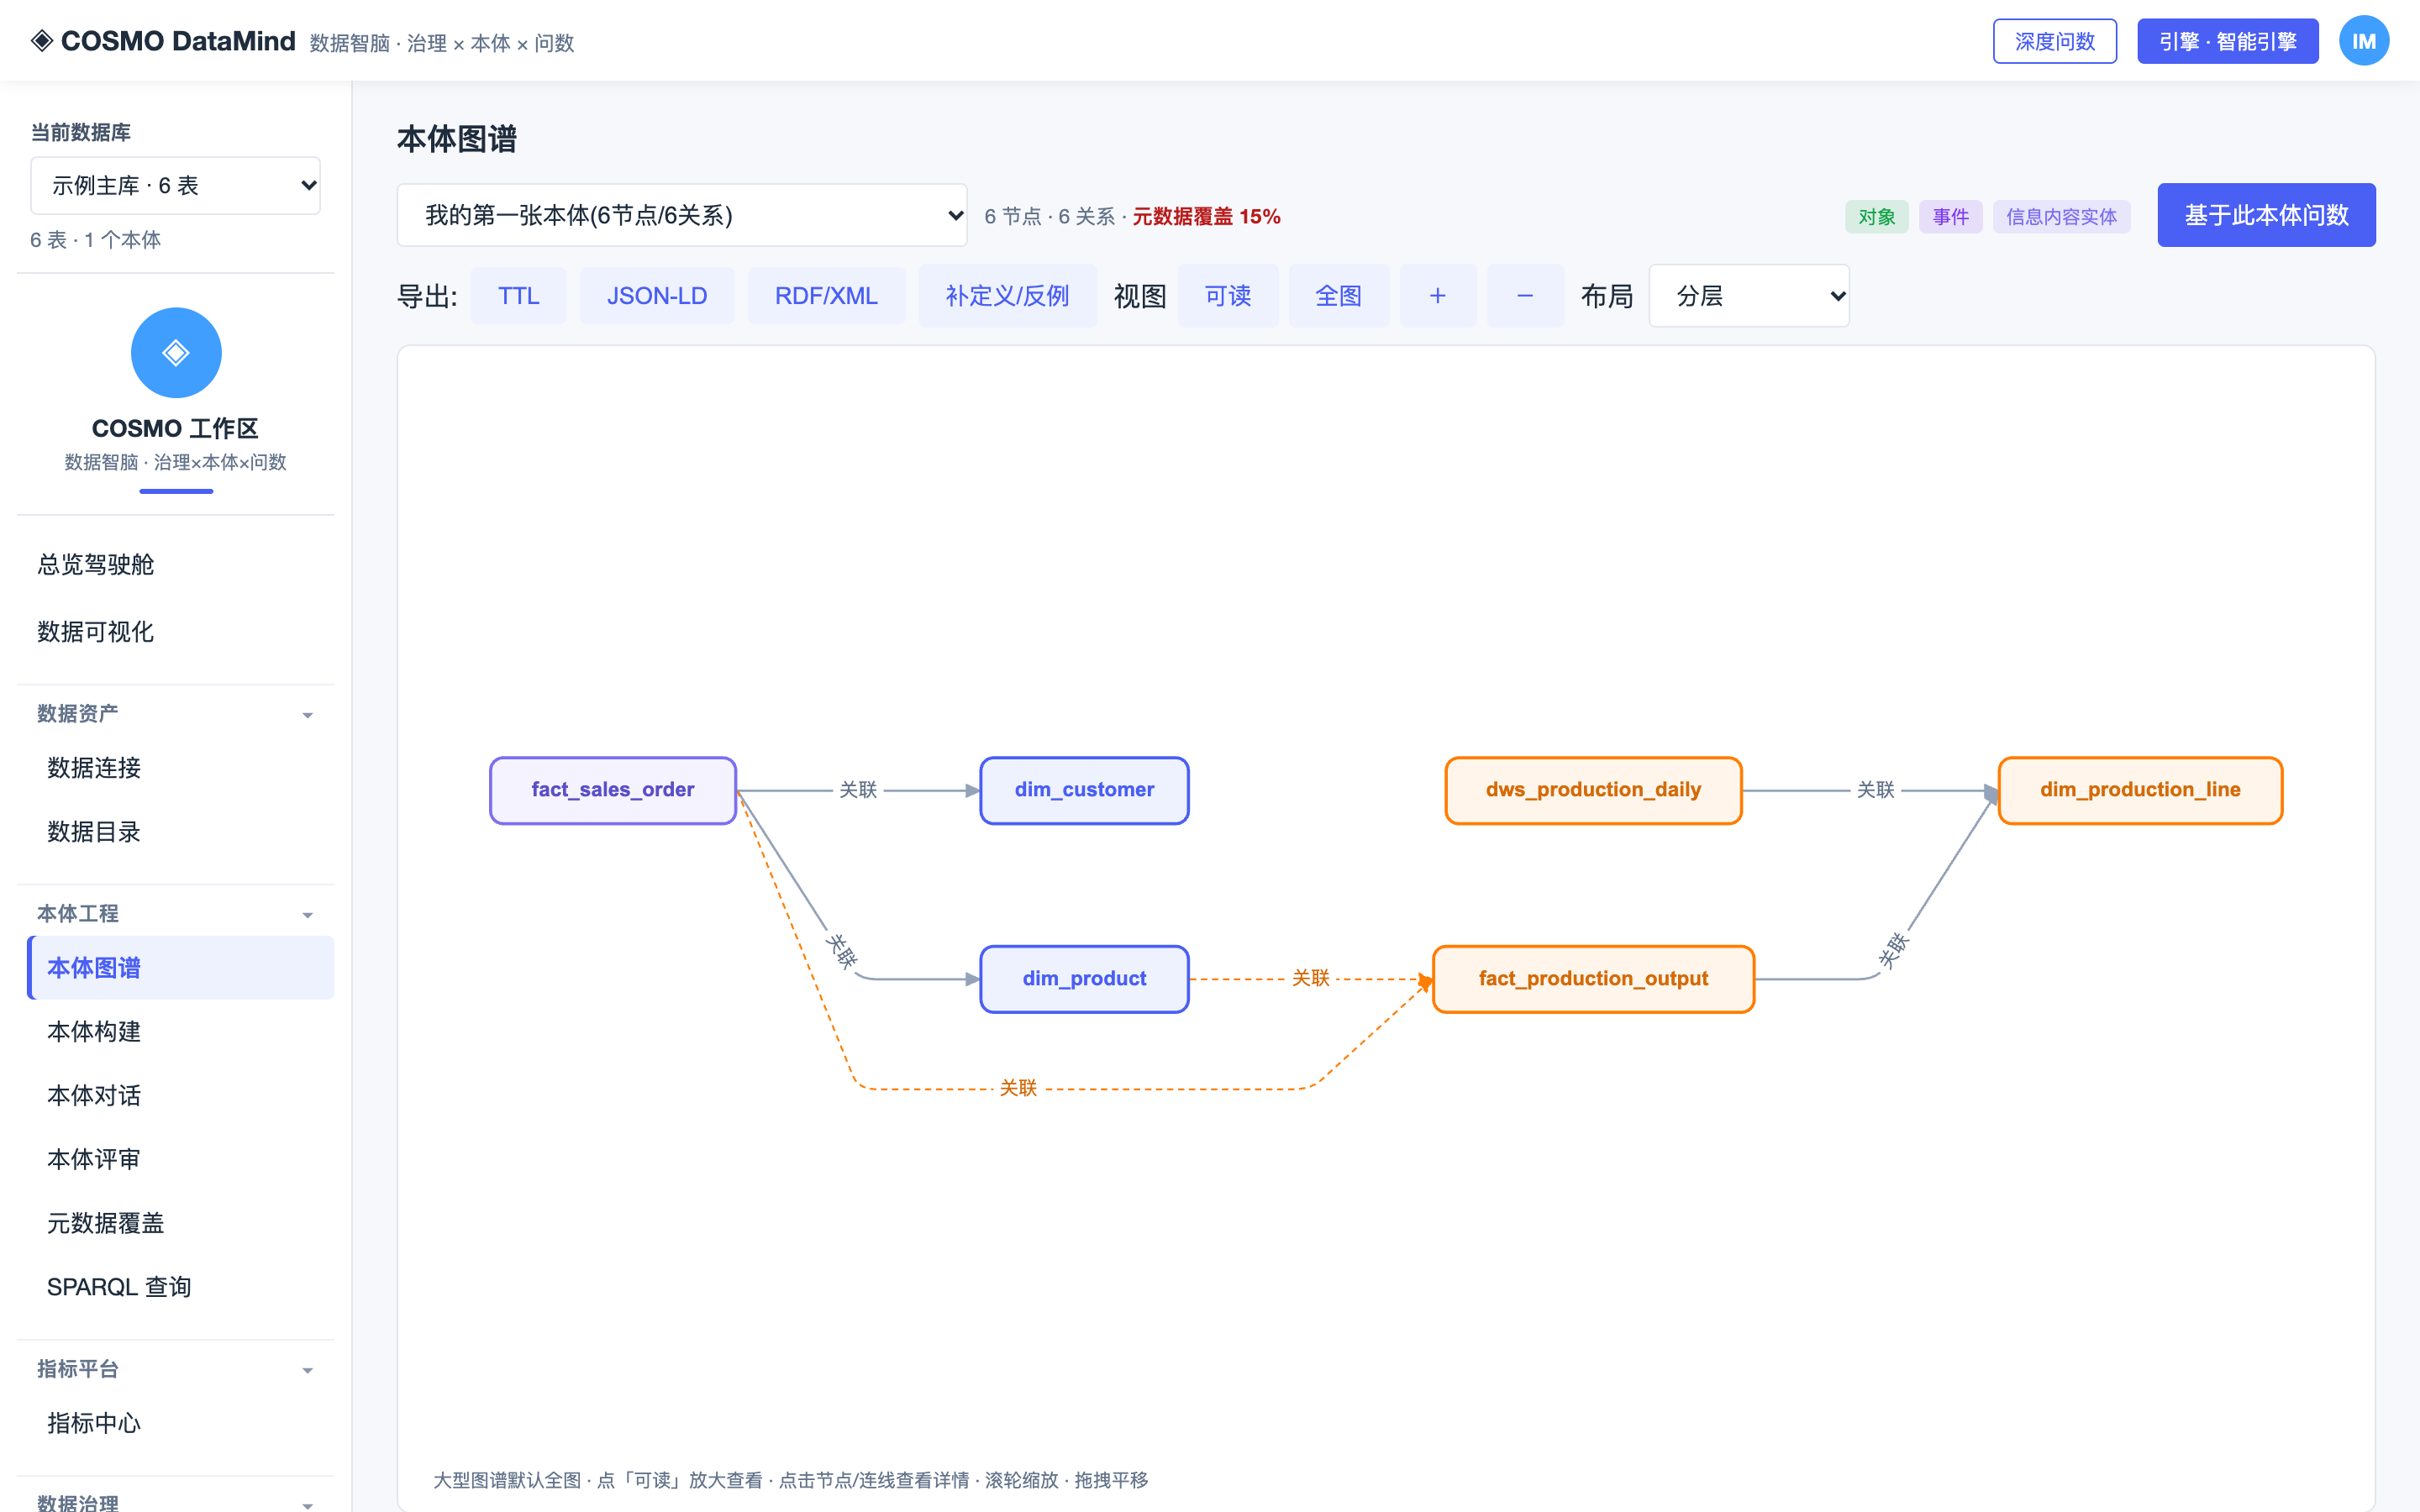 ◈ COSMO DataMind 数据智脑 · 治理 × 本体 × 问数
深度问数
引擎 · 智能引擎
IM
当前数据库
示例主库 · 6 表
6 表 · 1 个本体
COSMO 工作区
数据智脑 · 治理×本体×问数
总览驾驶舱
数据可视化
数据资产
数据连接
数据目录
本体工程
本体图谱
本体构建
本体对话
本体评审
元数据覆盖
SPARQL 查询
指标平台
指标中心
数据治理
本体图谱
我的第一张本体(6节点/6关系)
6 节点 · 6 关系 · 元数据覆盖 15%
对象
事件
信息内容实体
基于此本体问数
导出: TTL JSON-LD RDF/XML 补定义/反例 视图 可读 全图 + − 布局 分层
fact_sales_order
关联
dim_customer
dws_production_daily
关联
dim_production_line
关联
关联
dim_product
关联
fact_production_output
关联
大型图谱默认全图 · 点「可读」放大查看 · 点击节点/连线查看详情 · 滚轮缩放 · 拖拽平移